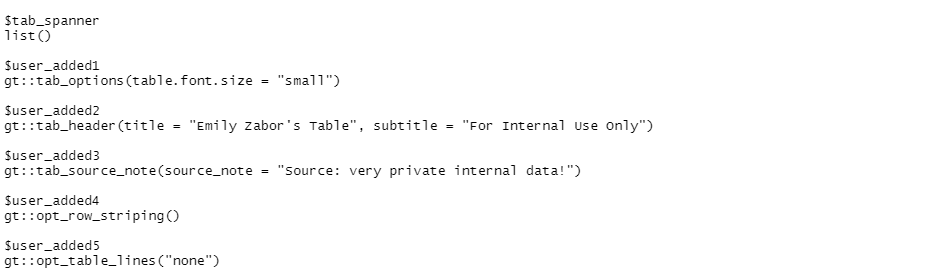 $tab_spanner
list()
$user_added1
gt::tab_options(table.font.size = "small")
$user_added2
gt::tab_header(title = "Emily Zabor's Table", subtitle = "For Internal Use Only")
$user_added3
gt::tab_source_note(source_note = "Source: very private internal data!")
$user_added4
gt::opt_row_striping()
$user_added5
gt::opt_table_lines("none")